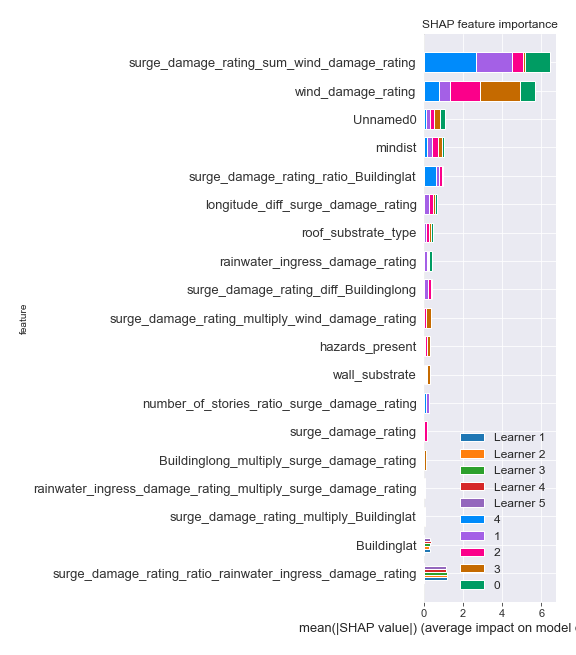 SHAP feature importance
surge_damage_rating_sum_wind_damage_rating
wind_damage_rating
Unnamed0
mindist
surge_damage_rating_ratio_Buildinglat
longitude_diff_surge_damage_rating
roof_substrate_type
rainwater_ingress_damage_rating
surge_damage_rating_diff_Buildinglong
surge_damage_rating_multiply_wind_damage_rating
feature
hazards_present
wall_substrate
number_of_stories_ratio_surge_damage_rating
surge_damage_rating
Buildinglong_multiply_surge_damage_rating
rainwater_ingress_damage_rating_multiply_surge_damage_rating
surge_damage_rating_multiply_Buildinglat
Buildinglat
surge_damage_rating_ratio_rainwater_ingress_damage_rating
Learner 1
Learner 2
Learner 3
Learner 4
Learner 5
4
1
2
3
0
0 2 4 6
mean(|SHAP value|) (average impact on model